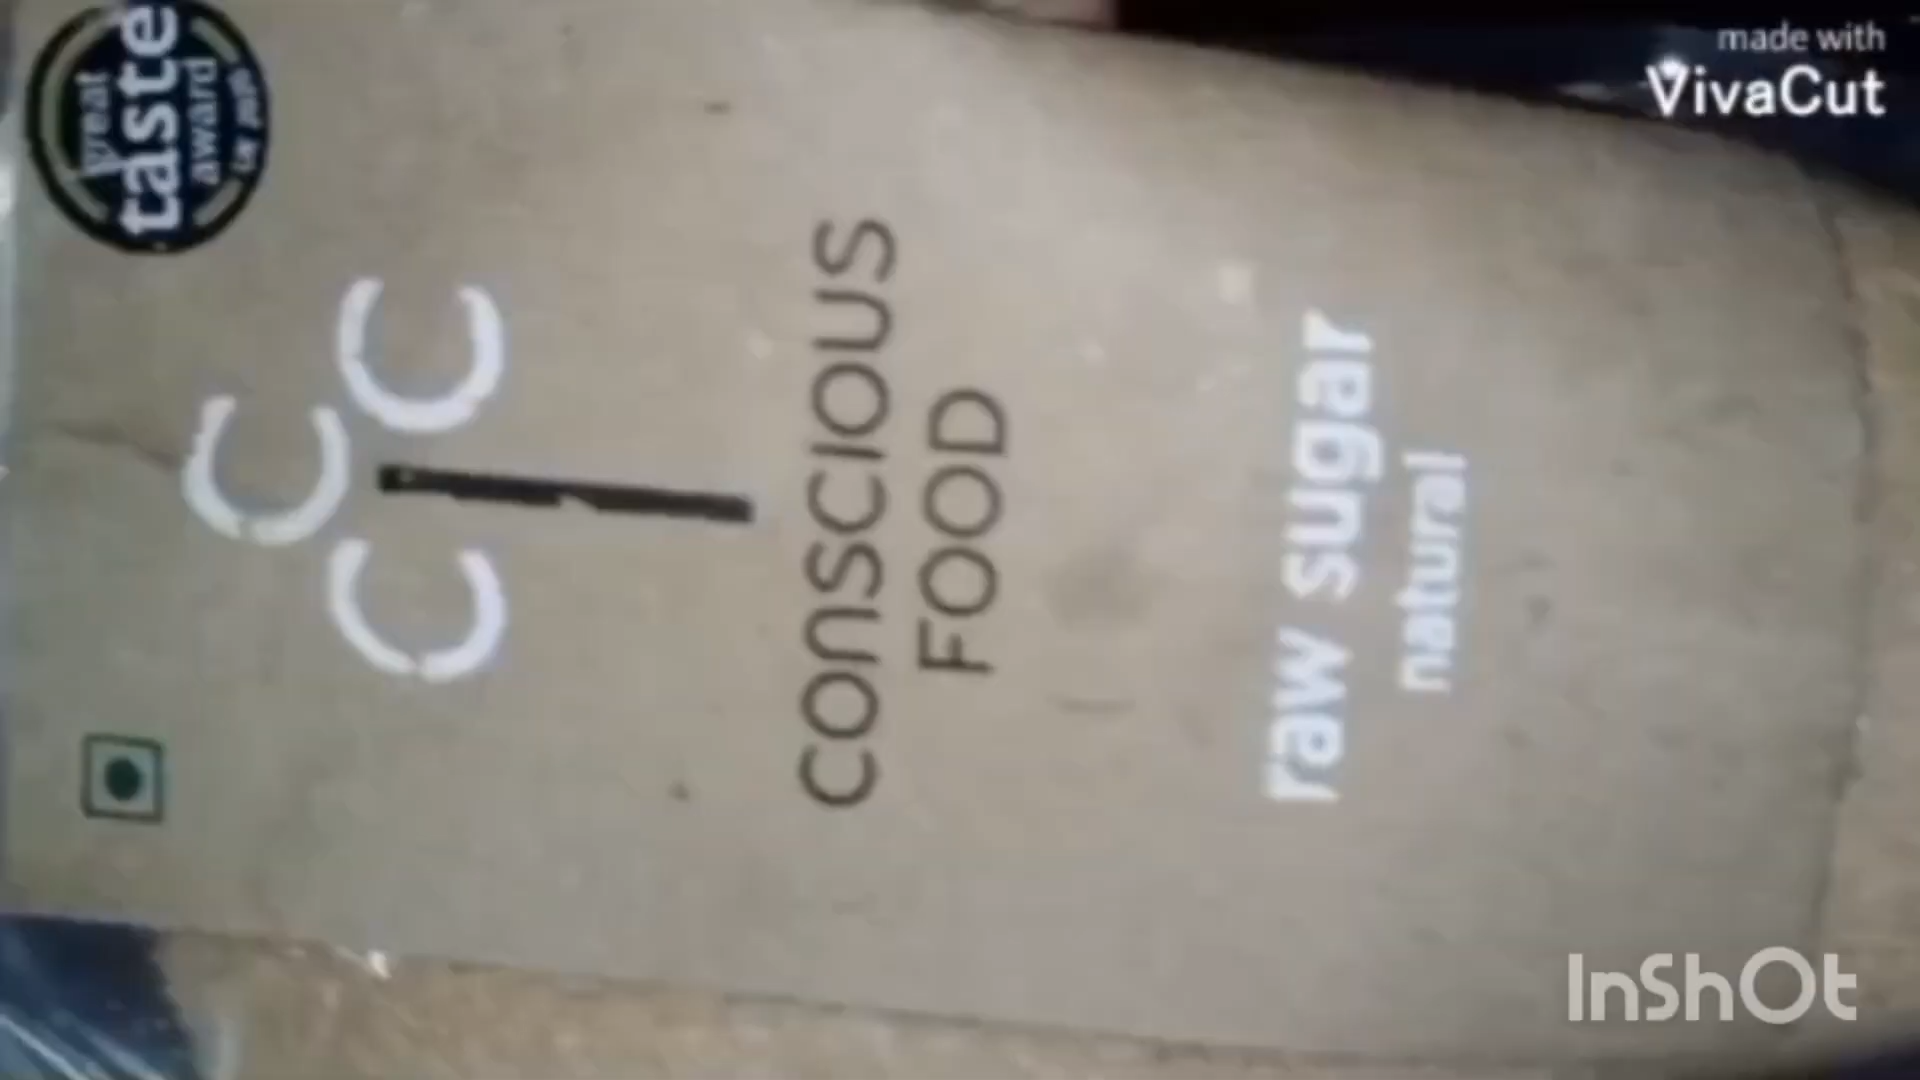 great
taste
award
CONSCIOUS
FOOD
raw sugar
natural
made with
VivaCut
InShOt